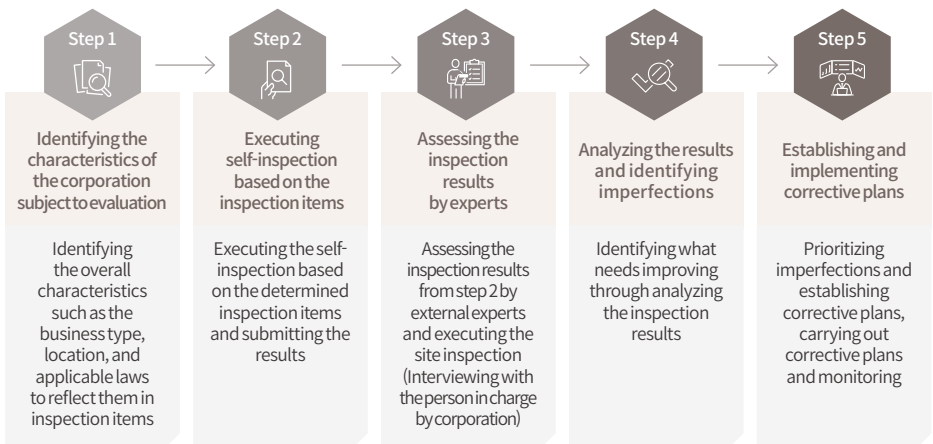 Step 1
Identifying the
characteristics of
the corporation
subject to evaluation
Identifying
the overall
characteristics
such as the
business type,
location, and
applicable laws
to reflect them in
inspection items
Step 2
Executing
self-inspection
based on the
inspection items
Executing the self-
inspection based
on the determined
inspection items
and submitting the
results
Step 3
Assessing the
inspection
results
by experts
Assessing the
inspection results
from step 2 by
external experts
and executing the
site inspection
(Interviewing with
the person in charge
by corporation)
Step 4
Analyzing the results
and identifying
imperfections
Identifying what
needs improving
through analyzing
the inspection
results
Step 5
Establishing and
implementing
corrective plans
Prioritizing
imperfections and
establishing
corrective plans,
carrying out
corrective plans
and monitoring